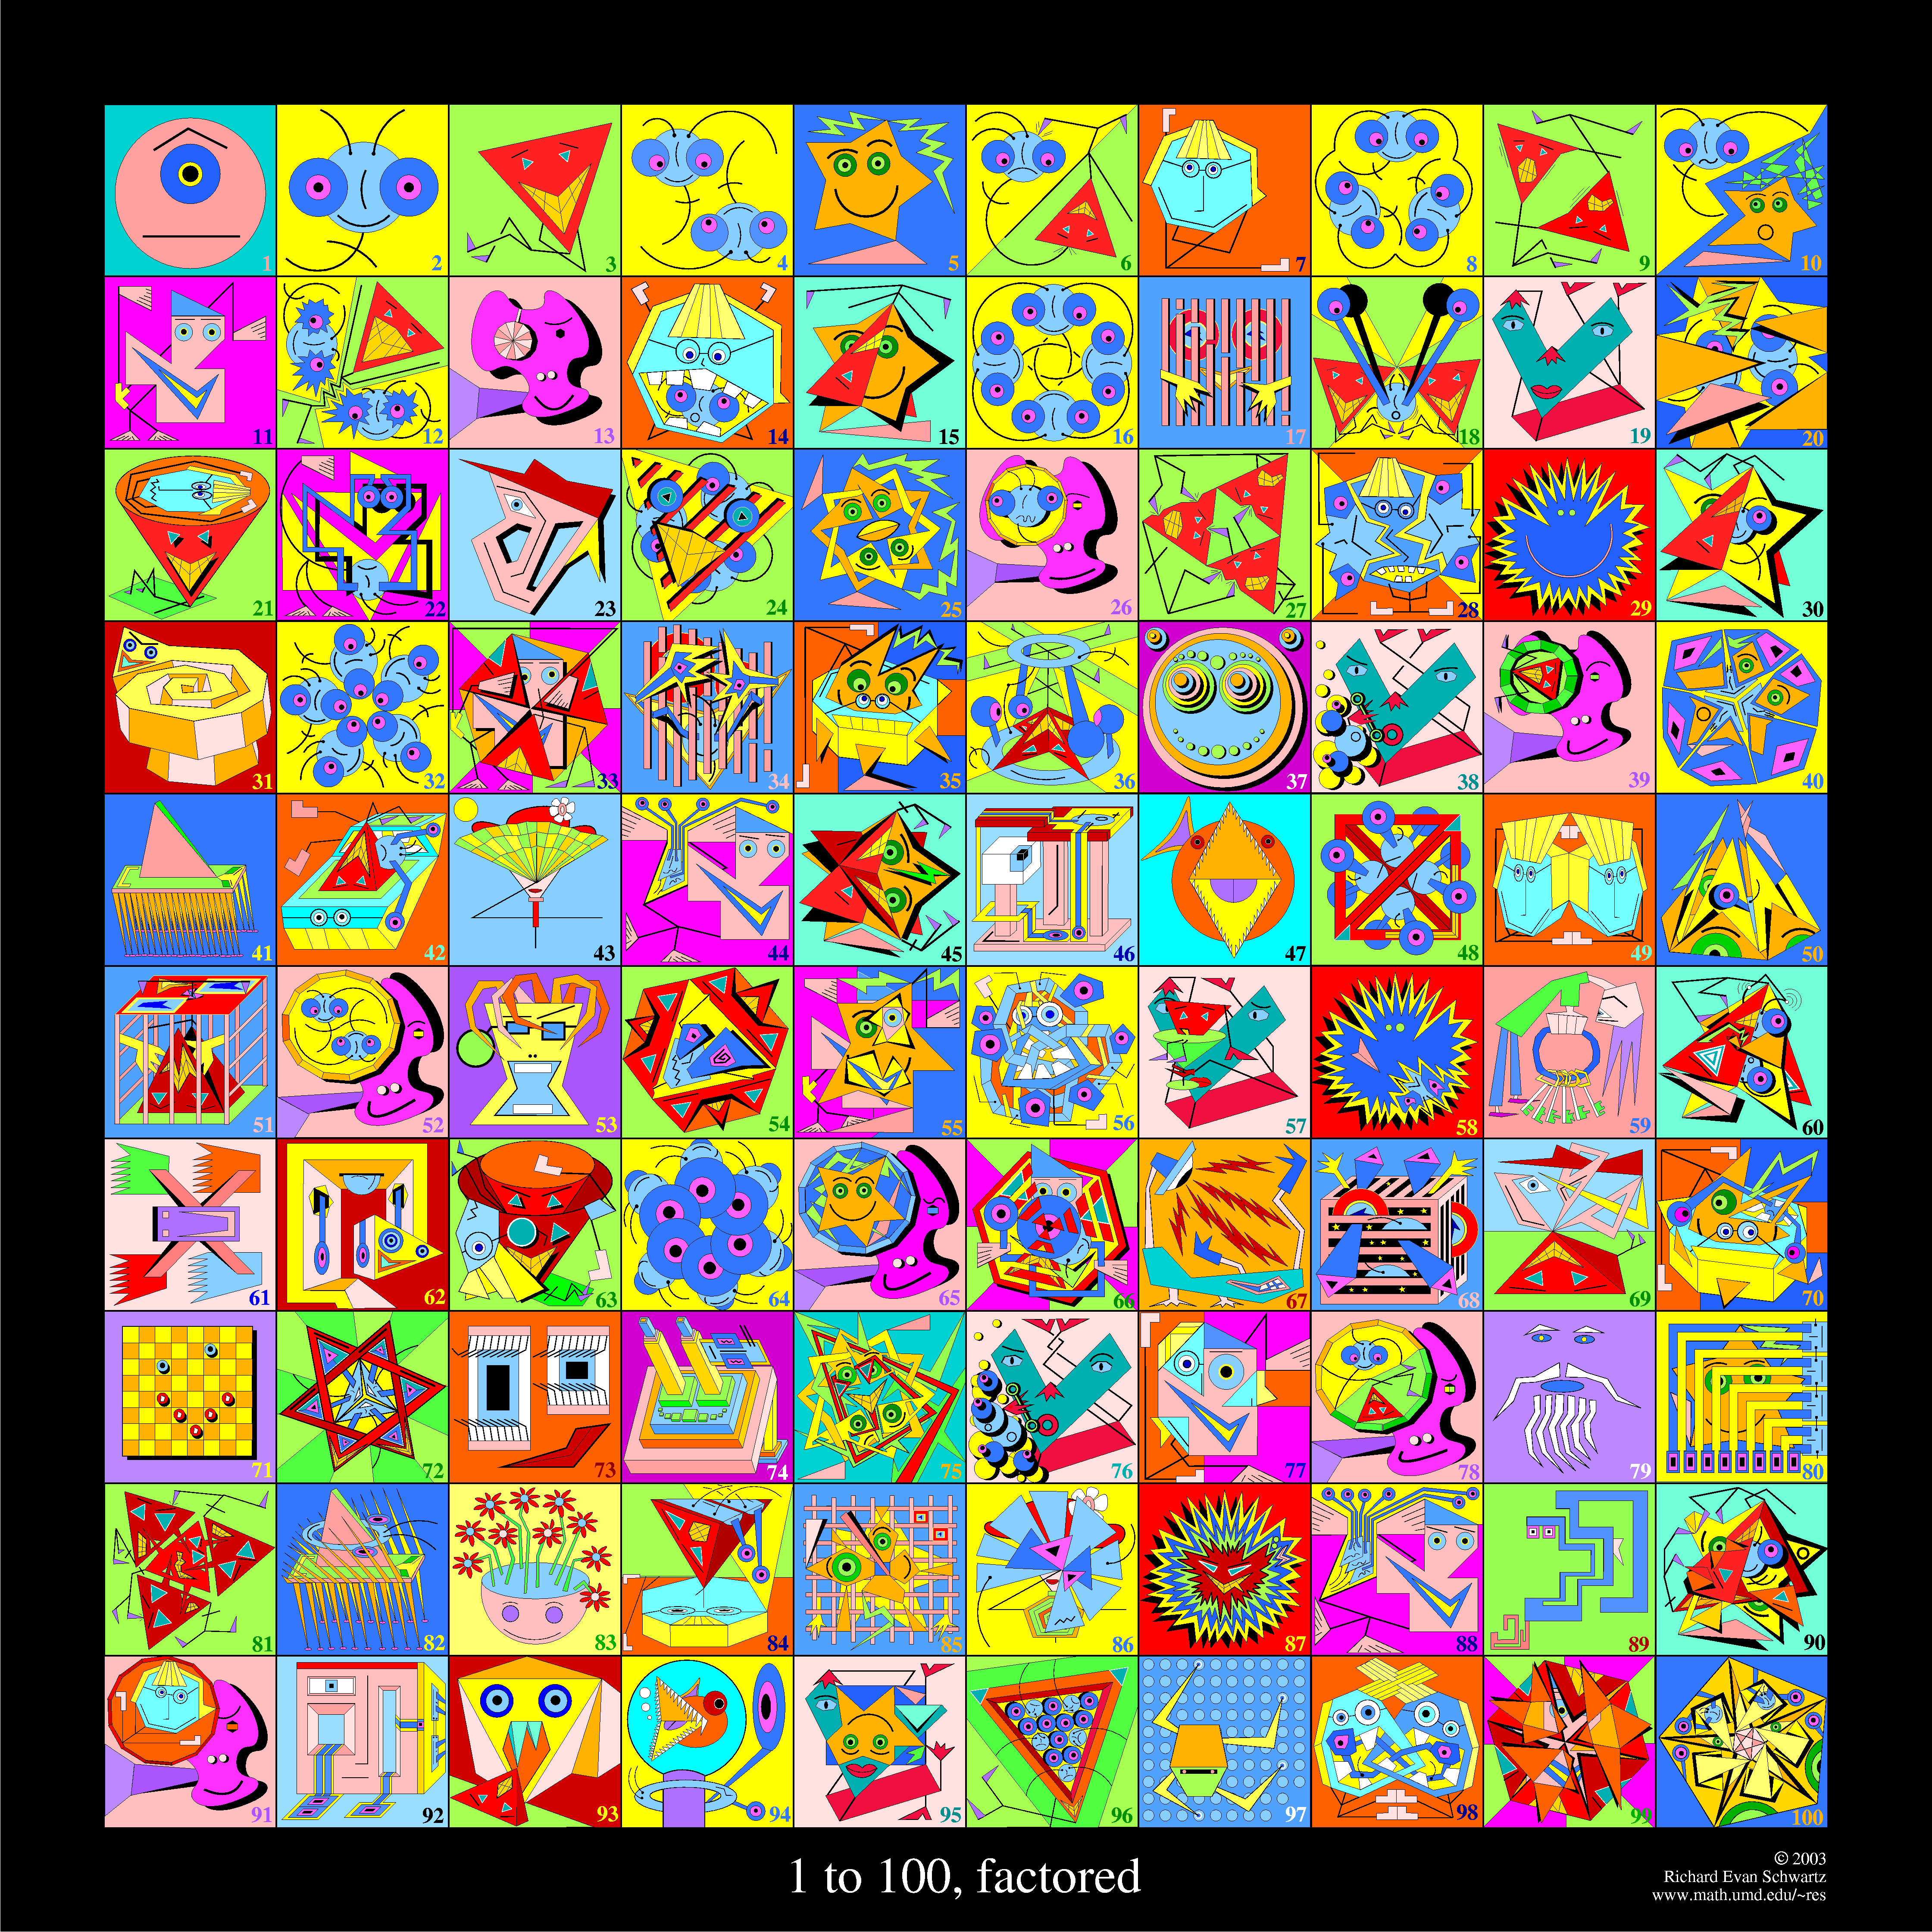 1 2 3 4 5 6 7 8 9 10
11 12 13 14 15 16 17 18 19 20
21 22 23 24 25 26 27 28 29 30
31 32 33 34 35 36 37 38 39 40
41 42 43 44 45 46 47 48 49 50
51 52 53 54 55 56 57 58 59 60
61 62 63 64 65 66 67 68 69 70
71 72 73 74 75 76 77 78 79 80
81 82 83 84 85 86 87 88 89 90
91 92 93 94 95 96 97 98 99 100
1 to 100, factored
© 2003
Richard Evan Schwartz
www.math.umd.edu/~res